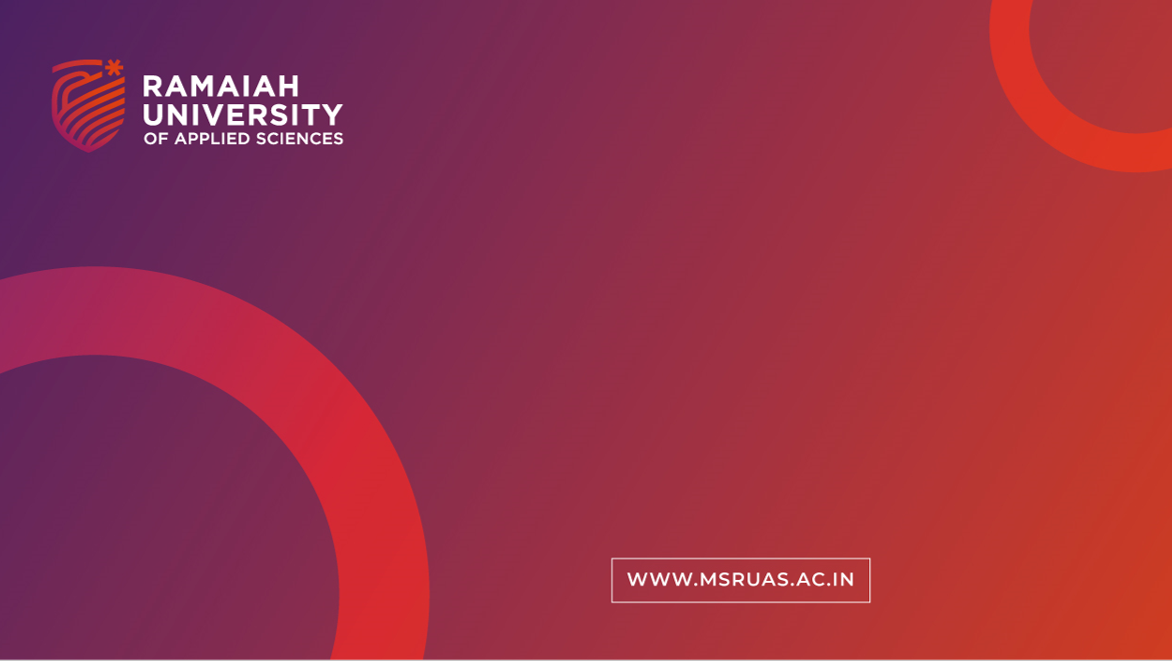 RAMAIAH
UNIVERSITY
OF APPLIED SCIENCES
WWW.MSRUAS.AC.IN